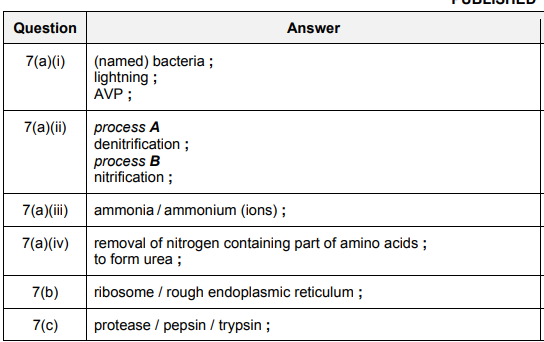 PUBLISHED
Question Answer
7(a)(i) (named) bacteria ;
lightning ;
AVP ;
7(a)(ii) process A
denitrification ;
process B
nitrification ;
7(a)(iii) ammonia / ammonium (ions) ;
7(a)(iv) removal of nitrogen containing part of amino acids ;
to form urea ;
7(b) ribosome / rough endoplasmic reticulum ;
7(c) protease / pepsin / trypsin ;